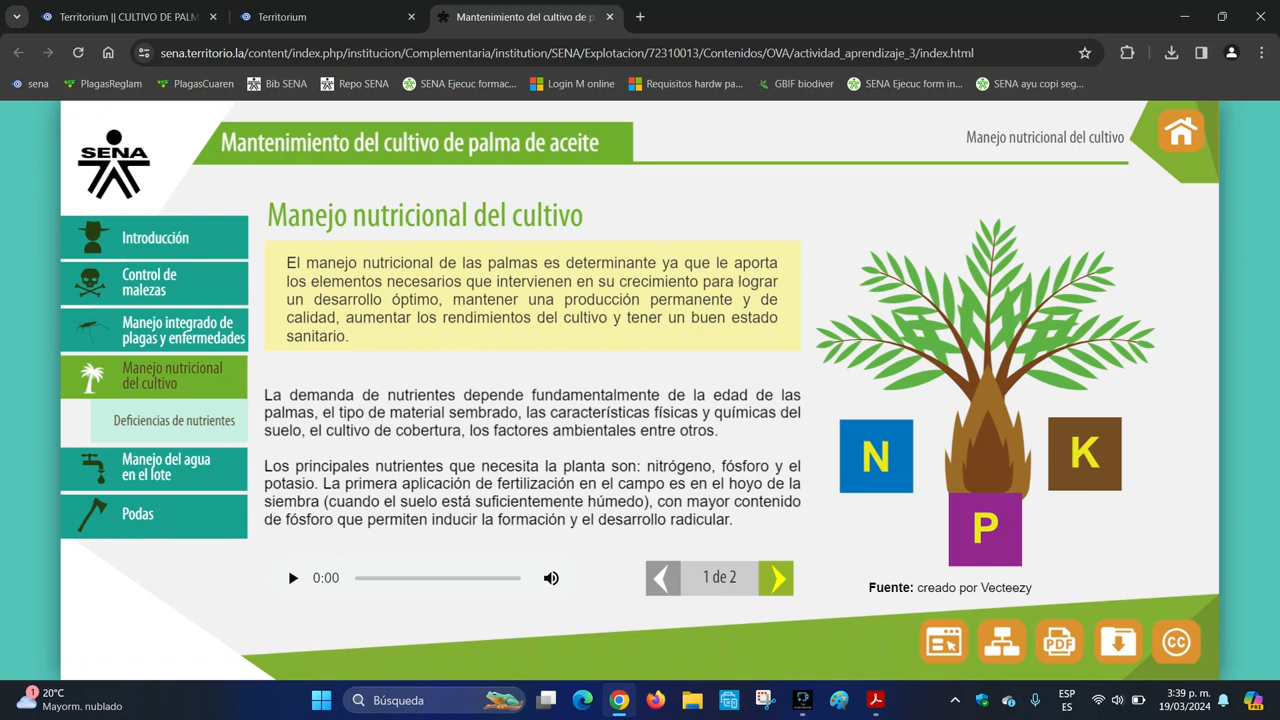 Territorium || CULTIVO DE PALM
Territorium
Mantenimiento del cultivo de p
sena.territorio.la/content/index.php/institucion/Complementaria/institution/SENA/Explotacion/72310013/Contenidos/OVA/actividad_aprendizaje_3/index.html
sena
PlagasReglam
PlagasCuaren
Bib SENA
Repo SENA
SENA Ejecuc formac...
Login M online
Requisitos hardw pa...
GBIF biodiver
SENA Ejecuc form in...
SENA ayu copi seg...
SENA
Mantenimiento del cultivo de palma de aceite
Manejo nutricional del cultivo
Introducción
Control de
malezas
Manejo integrado de
plagas y enfermedades
Manejo nutricional
del cultivo
Deficiencias de nutrientes
Manejo del agua
en el lote
Podas
Manejo nutricional del cultivo
El manejo nutricional de las palmas es determinante ya que le aporta
los elementos necesarios que intervienen en su crecimiento para lograr
un desarrollo óptimo, mantener una producción permanente y de
calidad, aumentar los rendimientos del cultivo y tener un buen estado
sanitario.
La demanda de nutrientes depende fundamentalmente de la edad de las
palmas, el tipo de material sembrado, las características físicas y químicas del
suelo, el cultivo de cobertura, los factores ambientales entre otros.
Los principales nutrientes que necesita la planta son: nitrógeno, fósforo y el
potasio. La primera aplicación de fertilización en el campo es en el hoyo de la
siembra (cuando el suelo está suficientemente húmedo), con mayor contenido
de fósforo que permiten inducir la formación y el desarrollo radicular.
0:00
1 de 2
N
K
P
Fuente: creado por Vecteezy
PDF
CC
1
20°C
Mayorm. nublado
Búsqueda
ESP
ES
3:39 p. m.
19/03/2024
PRE